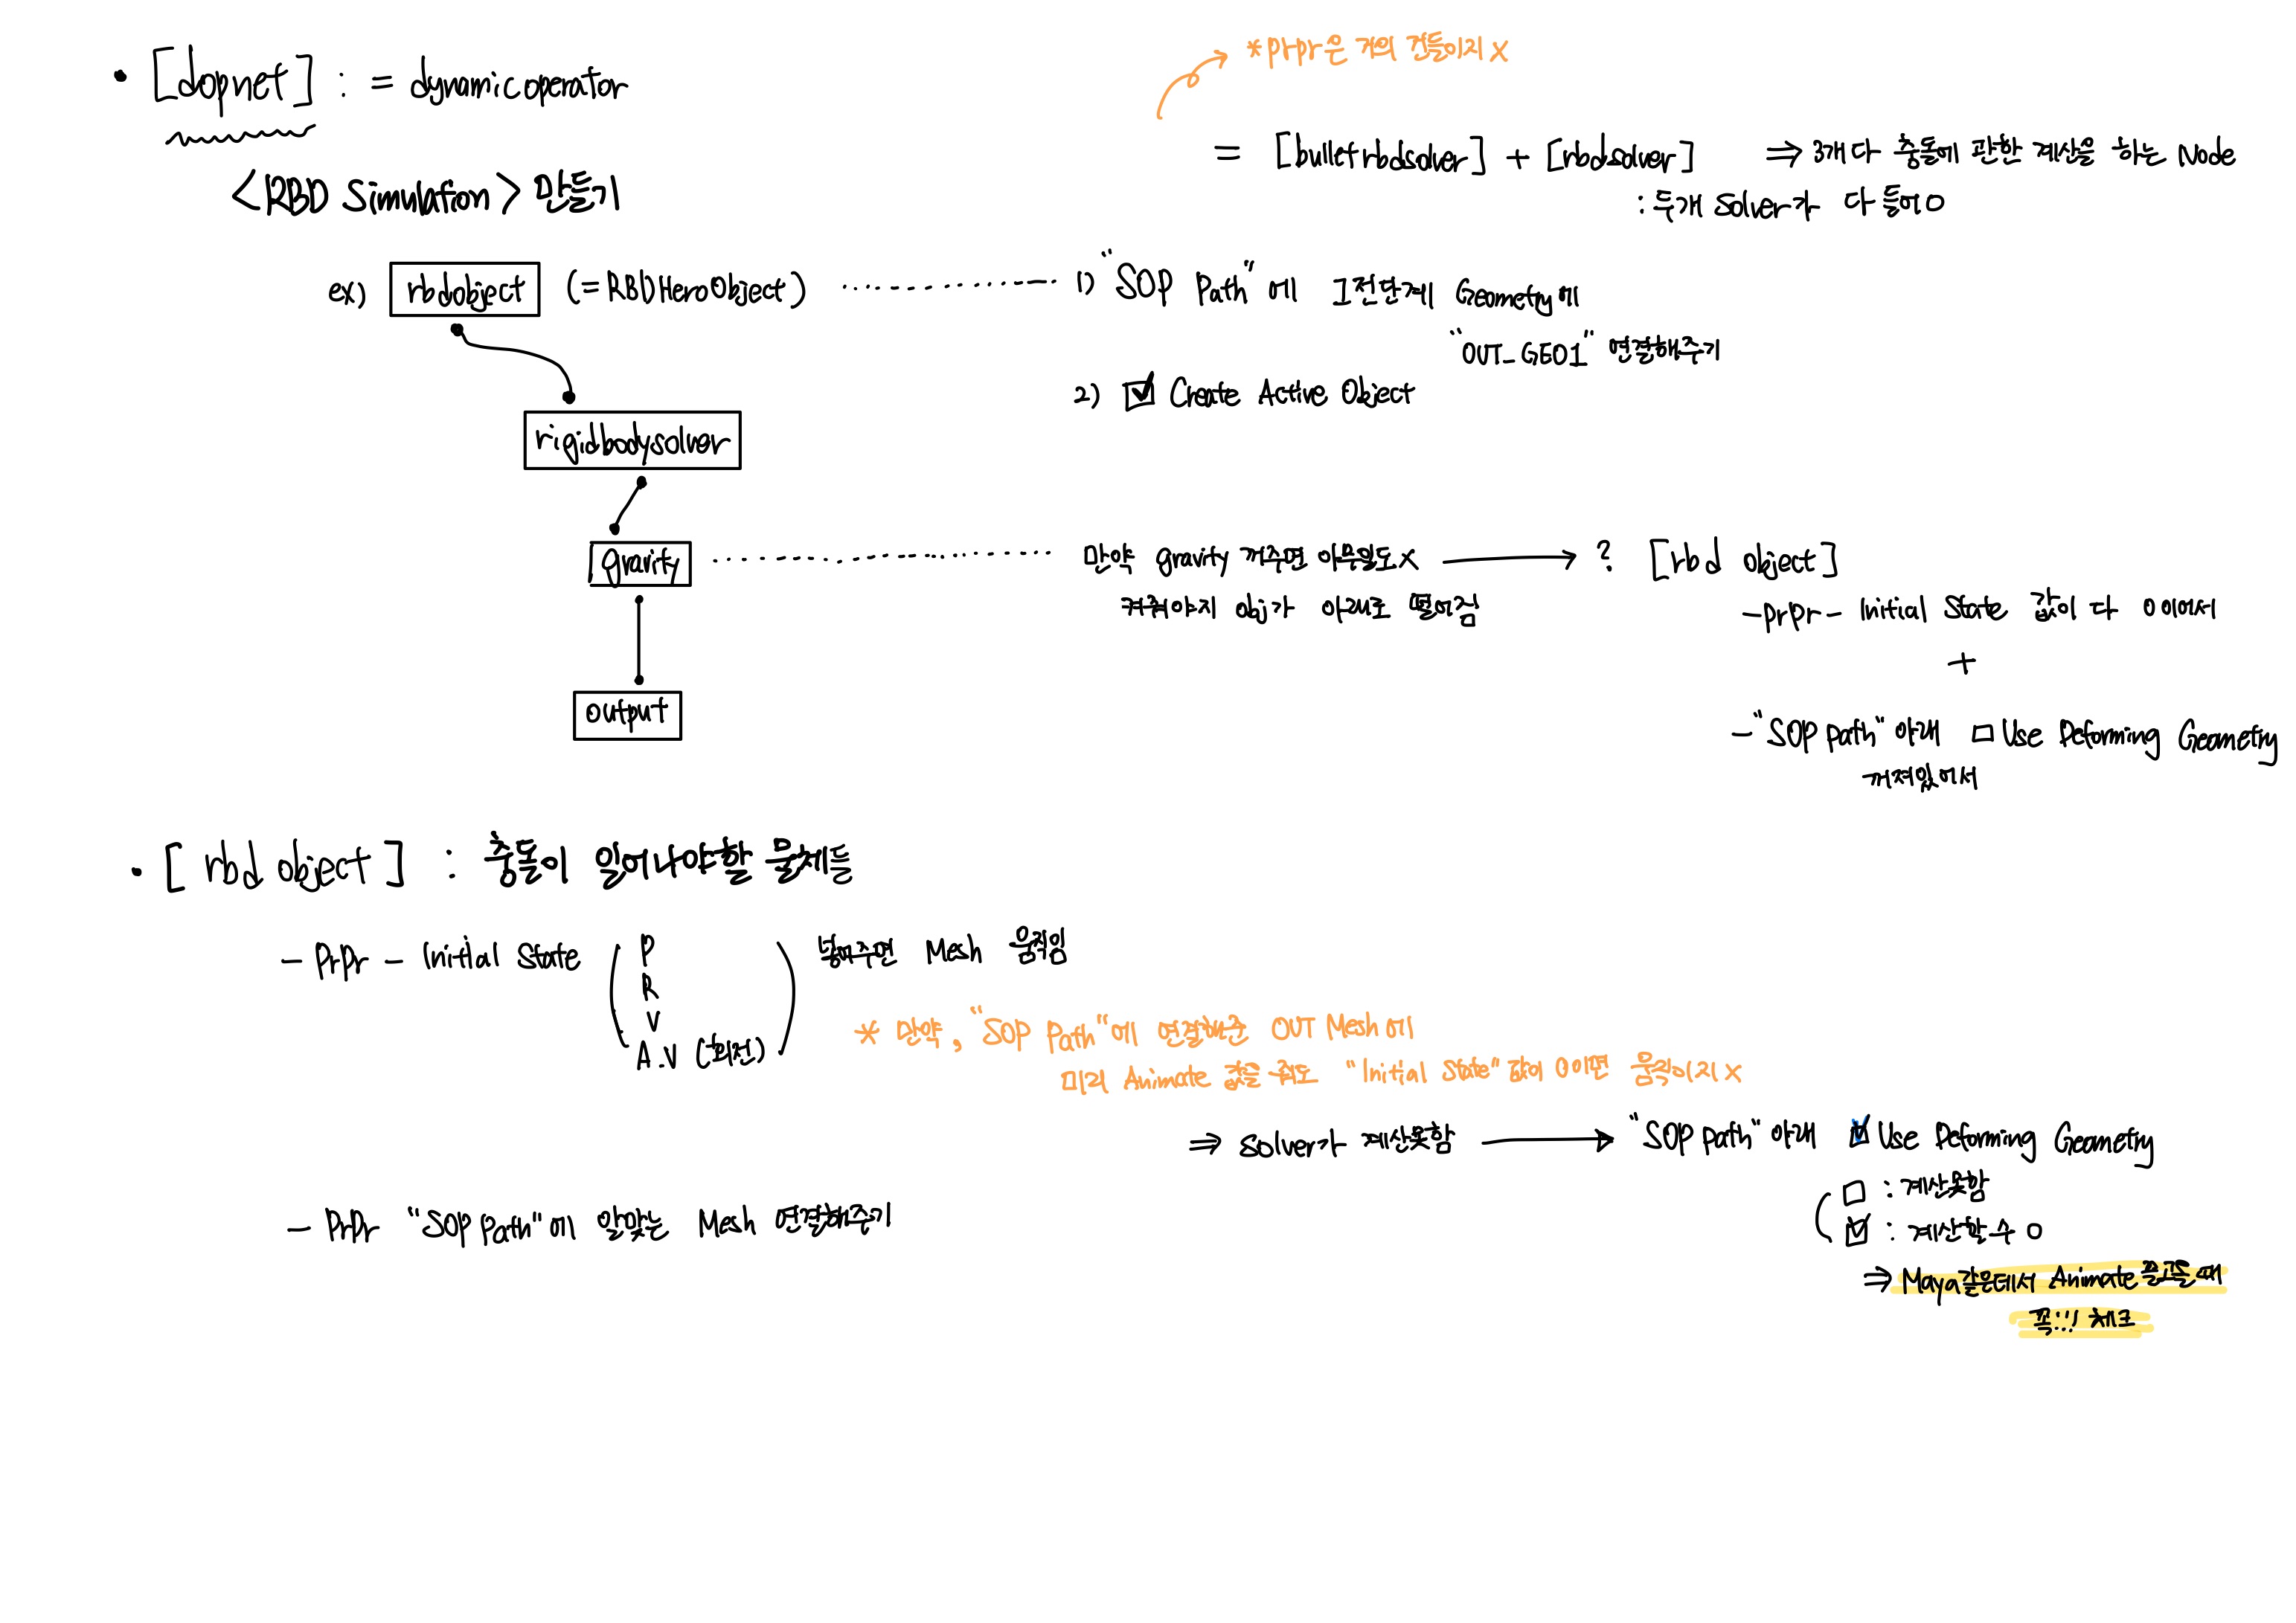 • [dopnet] : = dynamic operator
<RBD Simulation> 만들기
*prpr은 거의 건들이지 x
= [bulletrbdsolver] + [rbdsolver] ⇒ 3개 다 충돌에 관한 계산을 하는 Node
: 두개 solver가 다 들어O
ex) rbdobject (=RBDHeroObject) 1) "SOP Path"에 1전단계 Geometry에
"OUT_GEO1" 연결해주기
2) ☑ Create Active Object
rigidbodysolver
gravity 만약 gravity 꺼주면 아무일도x → ? [rbd object]
켜줘야지 obj가 아래로 떨어짐
-prpr- Initial State 값이 다 0이어서
+
output
-"SOP path" 아래 □ Use Deforming Geometry
꺼져있어서
• [rbd object] : 충돌이 일어나야할 물체들
- Prpr - Initial State ( P R V A.V (회전) ) 넣어주면 Mesh 움직임
* 만약, "SOP Path"에 연결해준 OUT Mesh에
미리 Animate 값을 줘도 "Initial State"값이 0이면 움직이지x
⇒ Solver가 계산못함 → "SOP path" 아래 ☑ Use Deforming Geometry
□ : 계산못함
☑ : 계산할수 O
- Prpr "SOP Path"에 알맞는 Mesh 연결해주기
⇒ Maya같은데서 Animate 들고올때
꼭!!! 체크